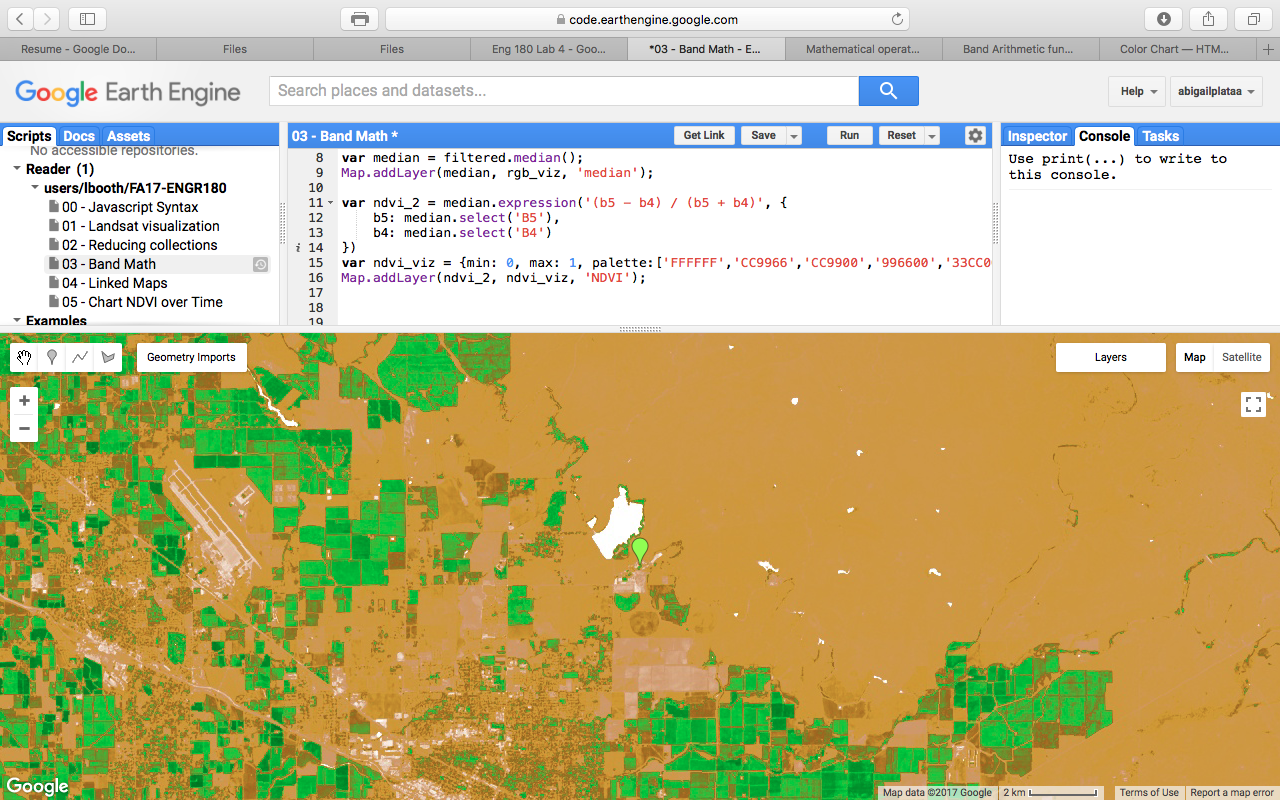 code.earthengine.google.com
Resume - Google Do...
Files
Files
Eng 180 Lab 4 - Goo...
*03 - Band Math - E...
Mathematical operat...
Band Arithmetic fun...
Color Chart — HTM...
Google Earth Engine
Search places and datasets...
Help
abigailplataa
Scripts
Docs
Assets
No accessible repositories.
Reader (1)
users/lbooth/FA17-ENGR180
00 - Javascript Syntax
01 - Landsat visualization
02 - Reducing collections
03 - Band Math
04 - Linked Maps
05 - Chart NDVI over Time
Examples
03 - Band Math *
Get Link
Save
Run
Reset
8 var median = filtered.median();
9 Map.addLayer(median, rgb_viz, 'median');
10
11 var ndvi_2 = median.expression('(b5 - b4) / (b5 + b4)', {
12 b5: median.select('B5'),
13 b4: median.select('B4')
i 14 })
15 var ndvi_viz = {min: 0, max: 1, palette:['FFFFFF','CC9966','CC9900','996600','33CC0
16 Map.addLayer(ndvi_2, ndvi_viz, 'NDVI');
17
18
19
Inspector
Console
Tasks
Use print(...) to write to
this console.
Geometry Imports
Layers
Map
Satellite
+
−
Google
Map data ©2017 Google
2 km
Terms of Use
Report a map error